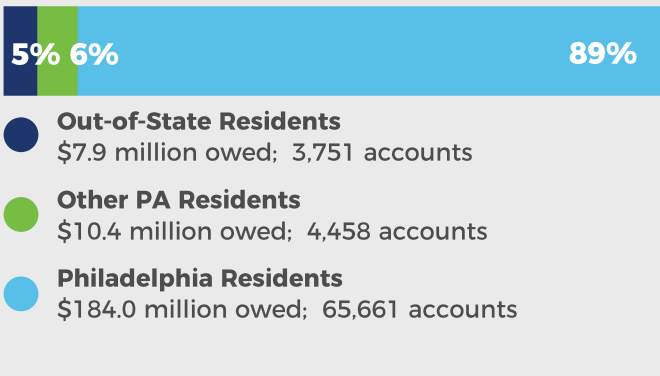 5% 6% 89%
Out-of-State Residents
$7.9 million owed; 3,751 accounts
Other PA Residents
$10.4 million owed; 4,458 accounts
Philadelphia Residents
$184.0 million owed; 65,661 accounts